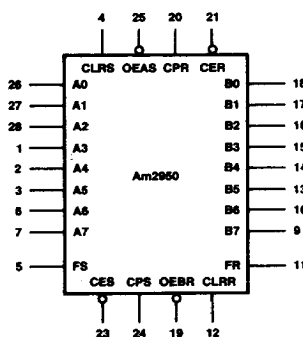 4 25 20 21
CLRS OEAS CPR CER
26 A0 B0 18
27 A1 B1 17
28 A2 B2 16
1 A3 B3 15
2 A4 Am2950 B4 14
3 A5 B5 13
6 A6 B6 10
7 A7 B7 9
5 FS FR 11
CES CPS OEBR CLRR
23 24 19 12